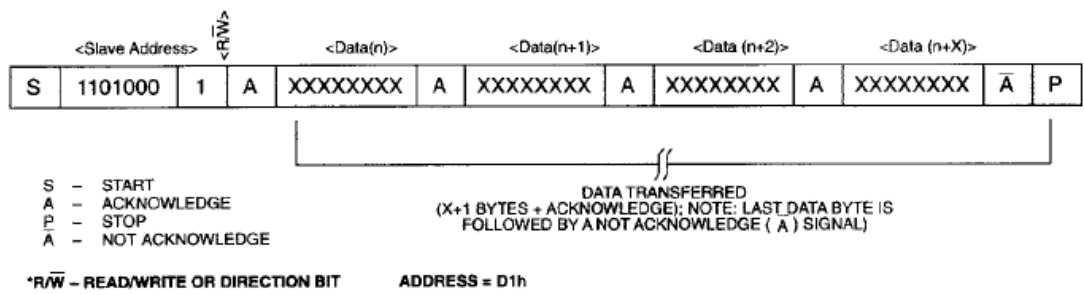 <Slave Address> <R/W̅> <Data(n)> <Data(n+1)> <Data (n+2)> <Data (n+X)>
S 1101000 1 A XXXXXXXX A XXXXXXXX A XXXXXXXX A XXXXXXXX A̅ P
S – START
A – ACKNOWLEDGE
P – STOP
A̅ – NOT ACKNOWLEDGE
DATA TRANSFERRED
(X+1 BYTES + ACKNOWLEDGE); NOTE: LAST DATA BYTE IS
FOLLOWED BY A NOT ACKNOWLEDGE ( A̅ ) SIGNAL)
*R/W̅ – READ/WRITE OR DIRECTION BIT ADDRESS = D1h